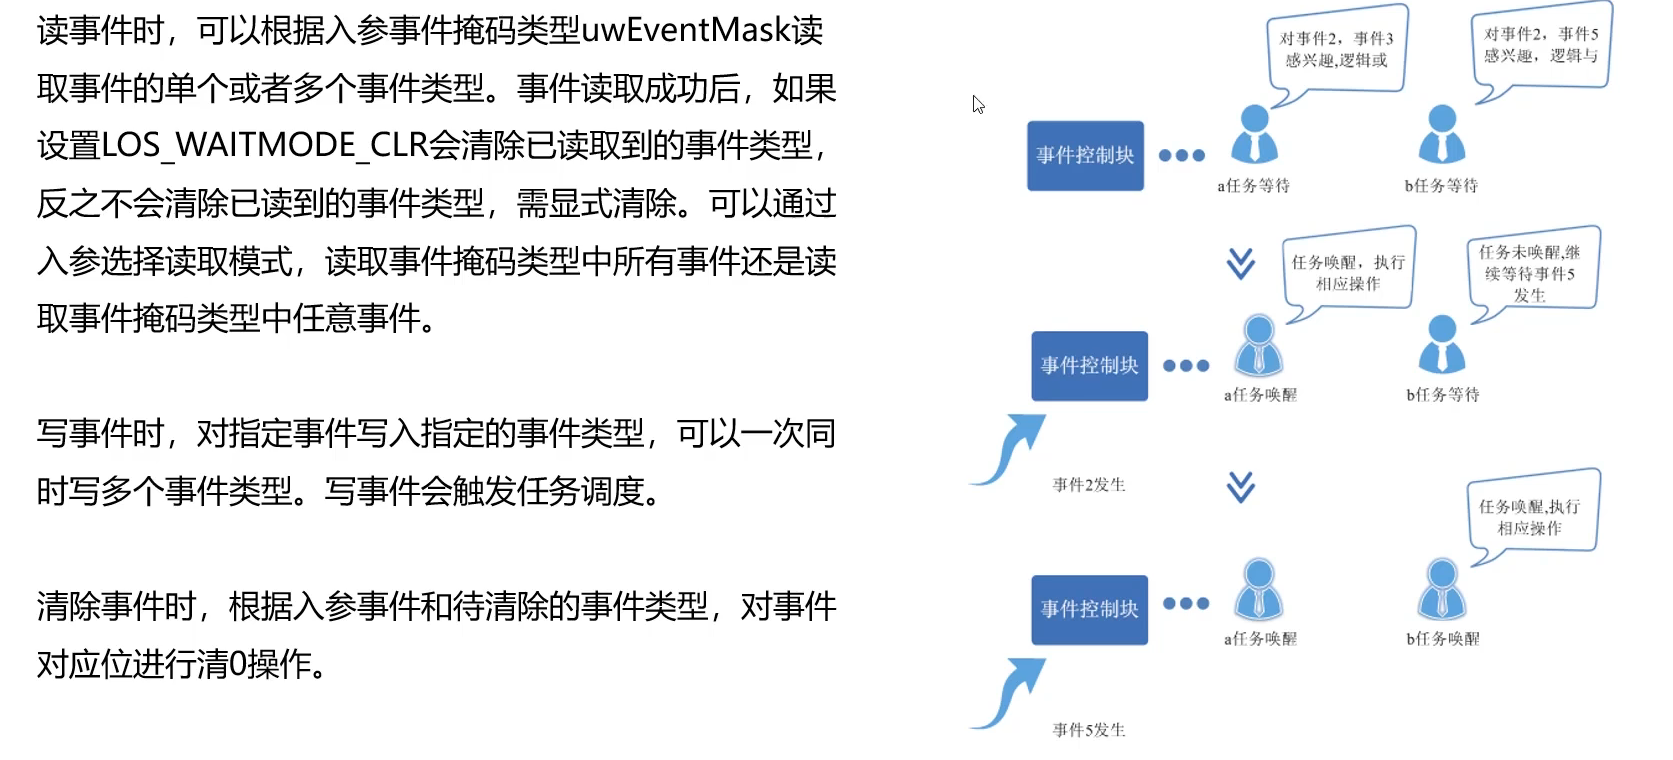 读事件时，可以根据入参事件掩码类型uwEventMask读
取事件的单个或者多个事件类型。事件读取成功后，如果
设置LOS_WAITMODE_CLR会清除已读取到的事件类型，
反之不会清除已读到的事件类型，需显式清除。可以通过
入参选择读取模式，读取事件掩码类型中所有事件还是读
取事件掩码类型中任意事件。
写事件时，对指定事件写入指定的事件类型，可以一次同
时写多个事件类型。写事件会触发任务调度。
清除事件时，根据入参事件和待清除的事件类型，对事件
对应位进行清0操作。
对事件2，事件3
感兴趣,逻辑或
对事件2，事件5
感兴趣，逻辑与
事件控制块
a任务等待
b任务等待
任务唤醒，执行
相应操作
任务未唤醒,继
续等待事件5
发生
事件控制块
a任务唤醒
b任务等待
事件2发生
任务唤醒,执行
相应操作
事件控制块
a任务唤醒
b任务唤醒
事件5发生